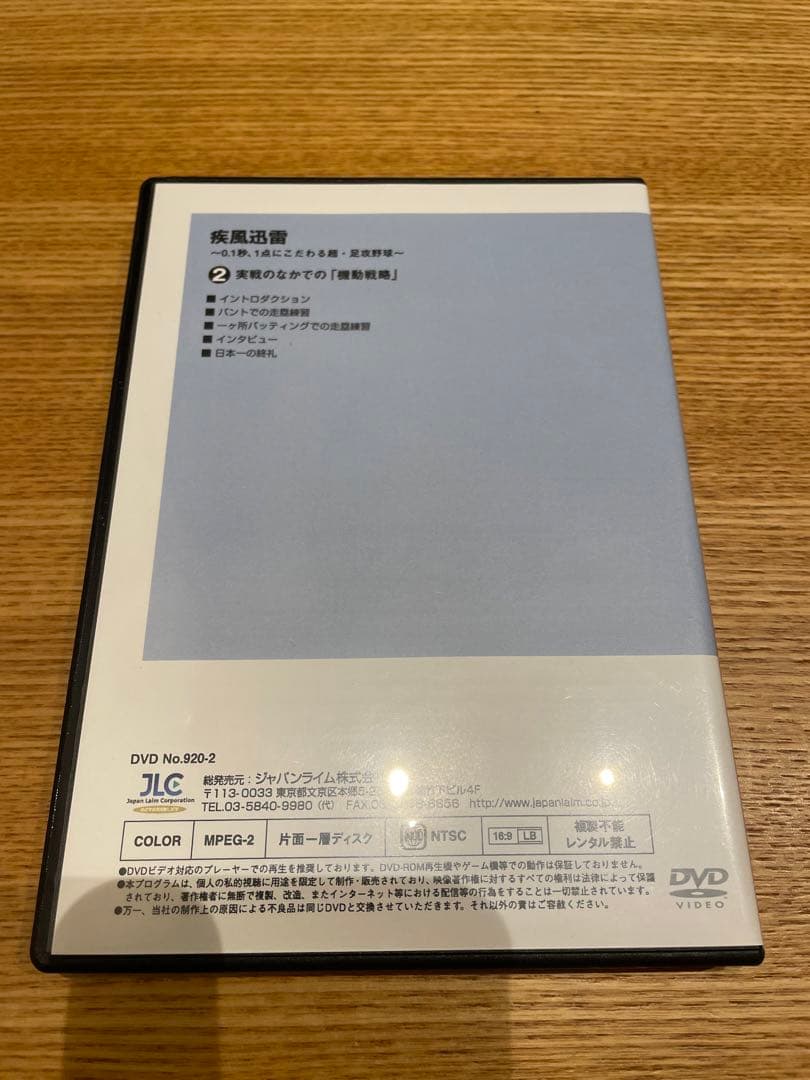 疾風迅雷
～0.1秒、1点にこだわる超・足攻野球～
2 実戦のなかでの「機動戦略」
■ イントロダクション
■ バントでの走塁練習
■ 一ヶ所バッティングでの走塁練習
■ インタビュー
■ 日本一の終礼
DVD No.920-2
JLC
Japan Laim Corporation
総発売元：ジャパンライム株式会
〒113-0033 東京都文京区本郷5-2 下ビル4F
TEL.03-5840-9980（代） FAX.03 http://www.japanlaim.co.jp
COLOR MPEG-2 片面一層ディスク NTSC 16:9 LB 複製不能 レンタル禁止
●DVDビデオ対応のプレーヤーでの再生を推奨しております。DVD-ROM再生機やゲーム機等での動作は保証しておりません。
●本プログラムは、個人の私的視聴に用途を限定して制作・販売されており、映像著作権に対するすべての権利は法律によって保護
されており、著作権者に無断で複製、改造、またインターネット等における配信等の行為をすることは一切禁止されています。
●万一、当社の制作上の原因による不良品は同じDVDと交換させていただきます。それ以外の責はご容赦ください。
DVD
VIDEO